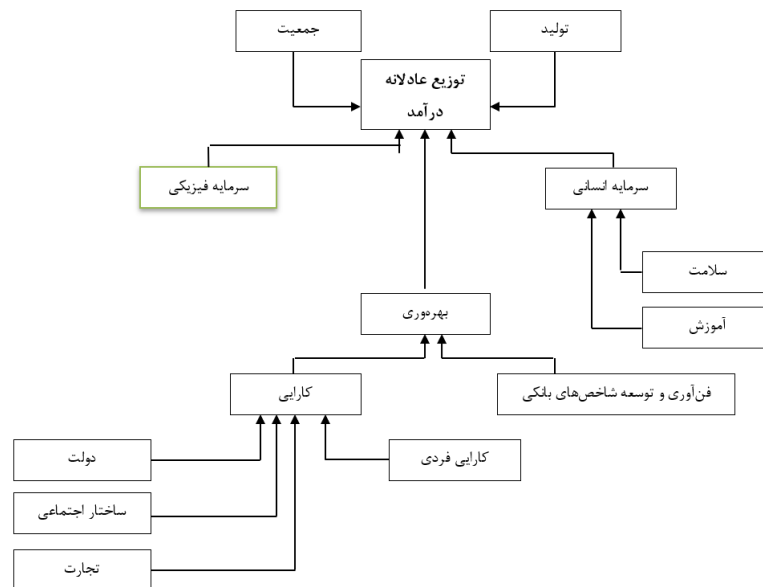 تولید
جمعیت
توزیع عادلانه
درآمد
سرمایه انسانی
سرمایه فیزیکی
سلامت
آموزش
بهره‌وری
فن‌آوری و توسعه شاخص‌های بانکی
کارایی
کارایی فردی
دولت
ساختار اجتماعی
تجارت